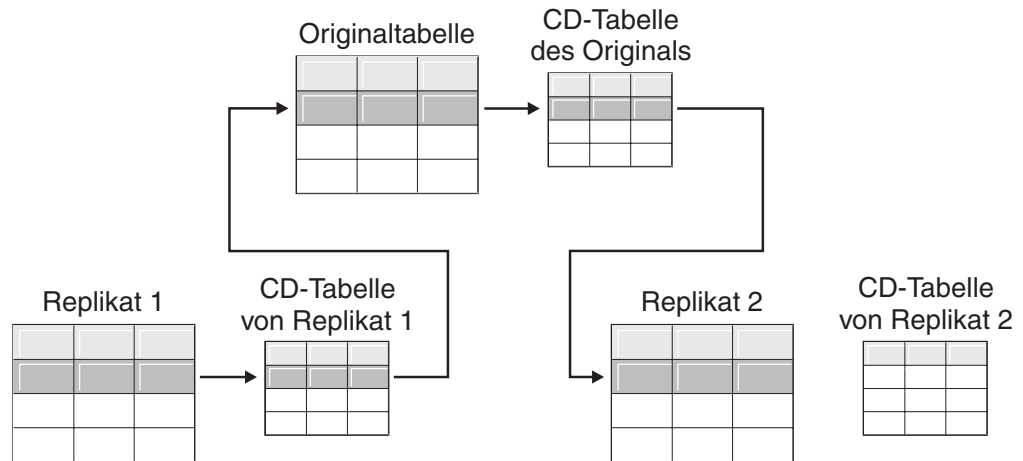 Originaltabelle
CD-Tabelle
des Originals
Replikat 1
CD-Tabelle
von Replikat 1
Replikat 2
CD-Tabelle
von Replikat 2